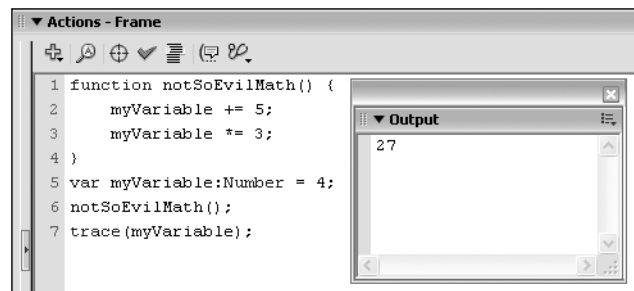 Actions - Frame
1 function notSoEvilMath() {
2 myVariable += 5;
3 myVariable *= 3;
4 }
5 var myVariable:Number = 4;
6 notSoEvilMath();
7 trace(myVariable);
Output
27